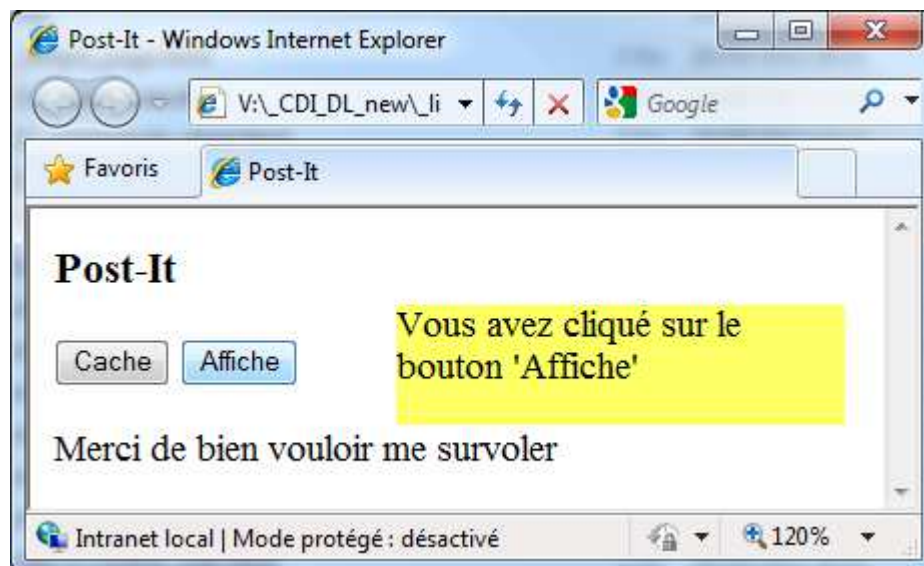 Post-It - Windows Internet Explorer
V:\_CDI_DL_new\_li
Google
Favoris
Post-It
Post-It
Vous avez cliqué sur le
bouton 'Affiche'
Cache
Affiche
Merci de bien vouloir me survoler
Intranet local | Mode protégé : désactivé
120%